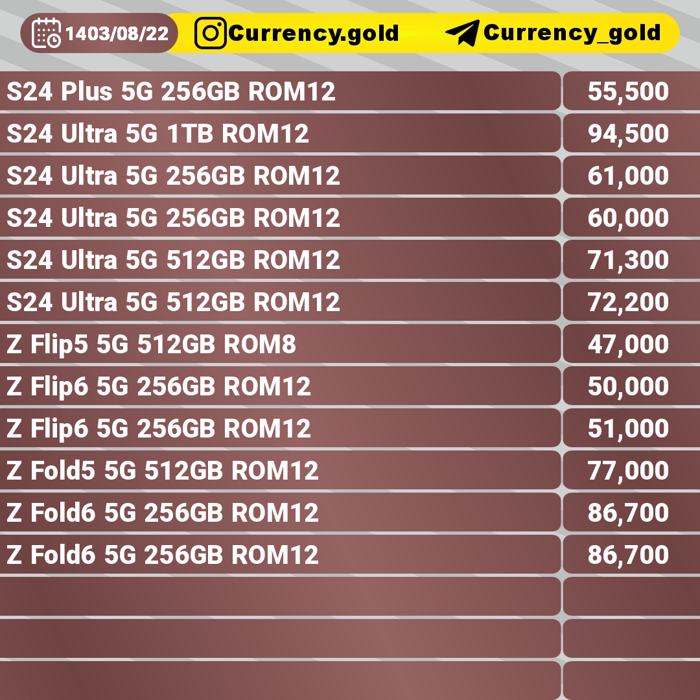 1403/08/22 Currency.gold Currency_gold
S24 Plus 5G 256GB ROM12 55,500
S24 Ultra 5G 1TB ROM12 94,500
S24 Ultra 5G 256GB ROM12 61,000
S24 Ultra 5G 256GB ROM12 60,000
S24 Ultra 5G 512GB ROM12 71,300
S24 Ultra 5G 512GB ROM12 72,200
Z Flip5 5G 512GB ROM8 47,000
Z Flip6 5G 256GB ROM12 50,000
Z Flip6 5G 256GB ROM12 51,000
Z Fold5 5G 512GB ROM12 77,000
Z Fold6 5G 256GB ROM12 86,700
Z Fold6 5G 256GB ROM12 86,700